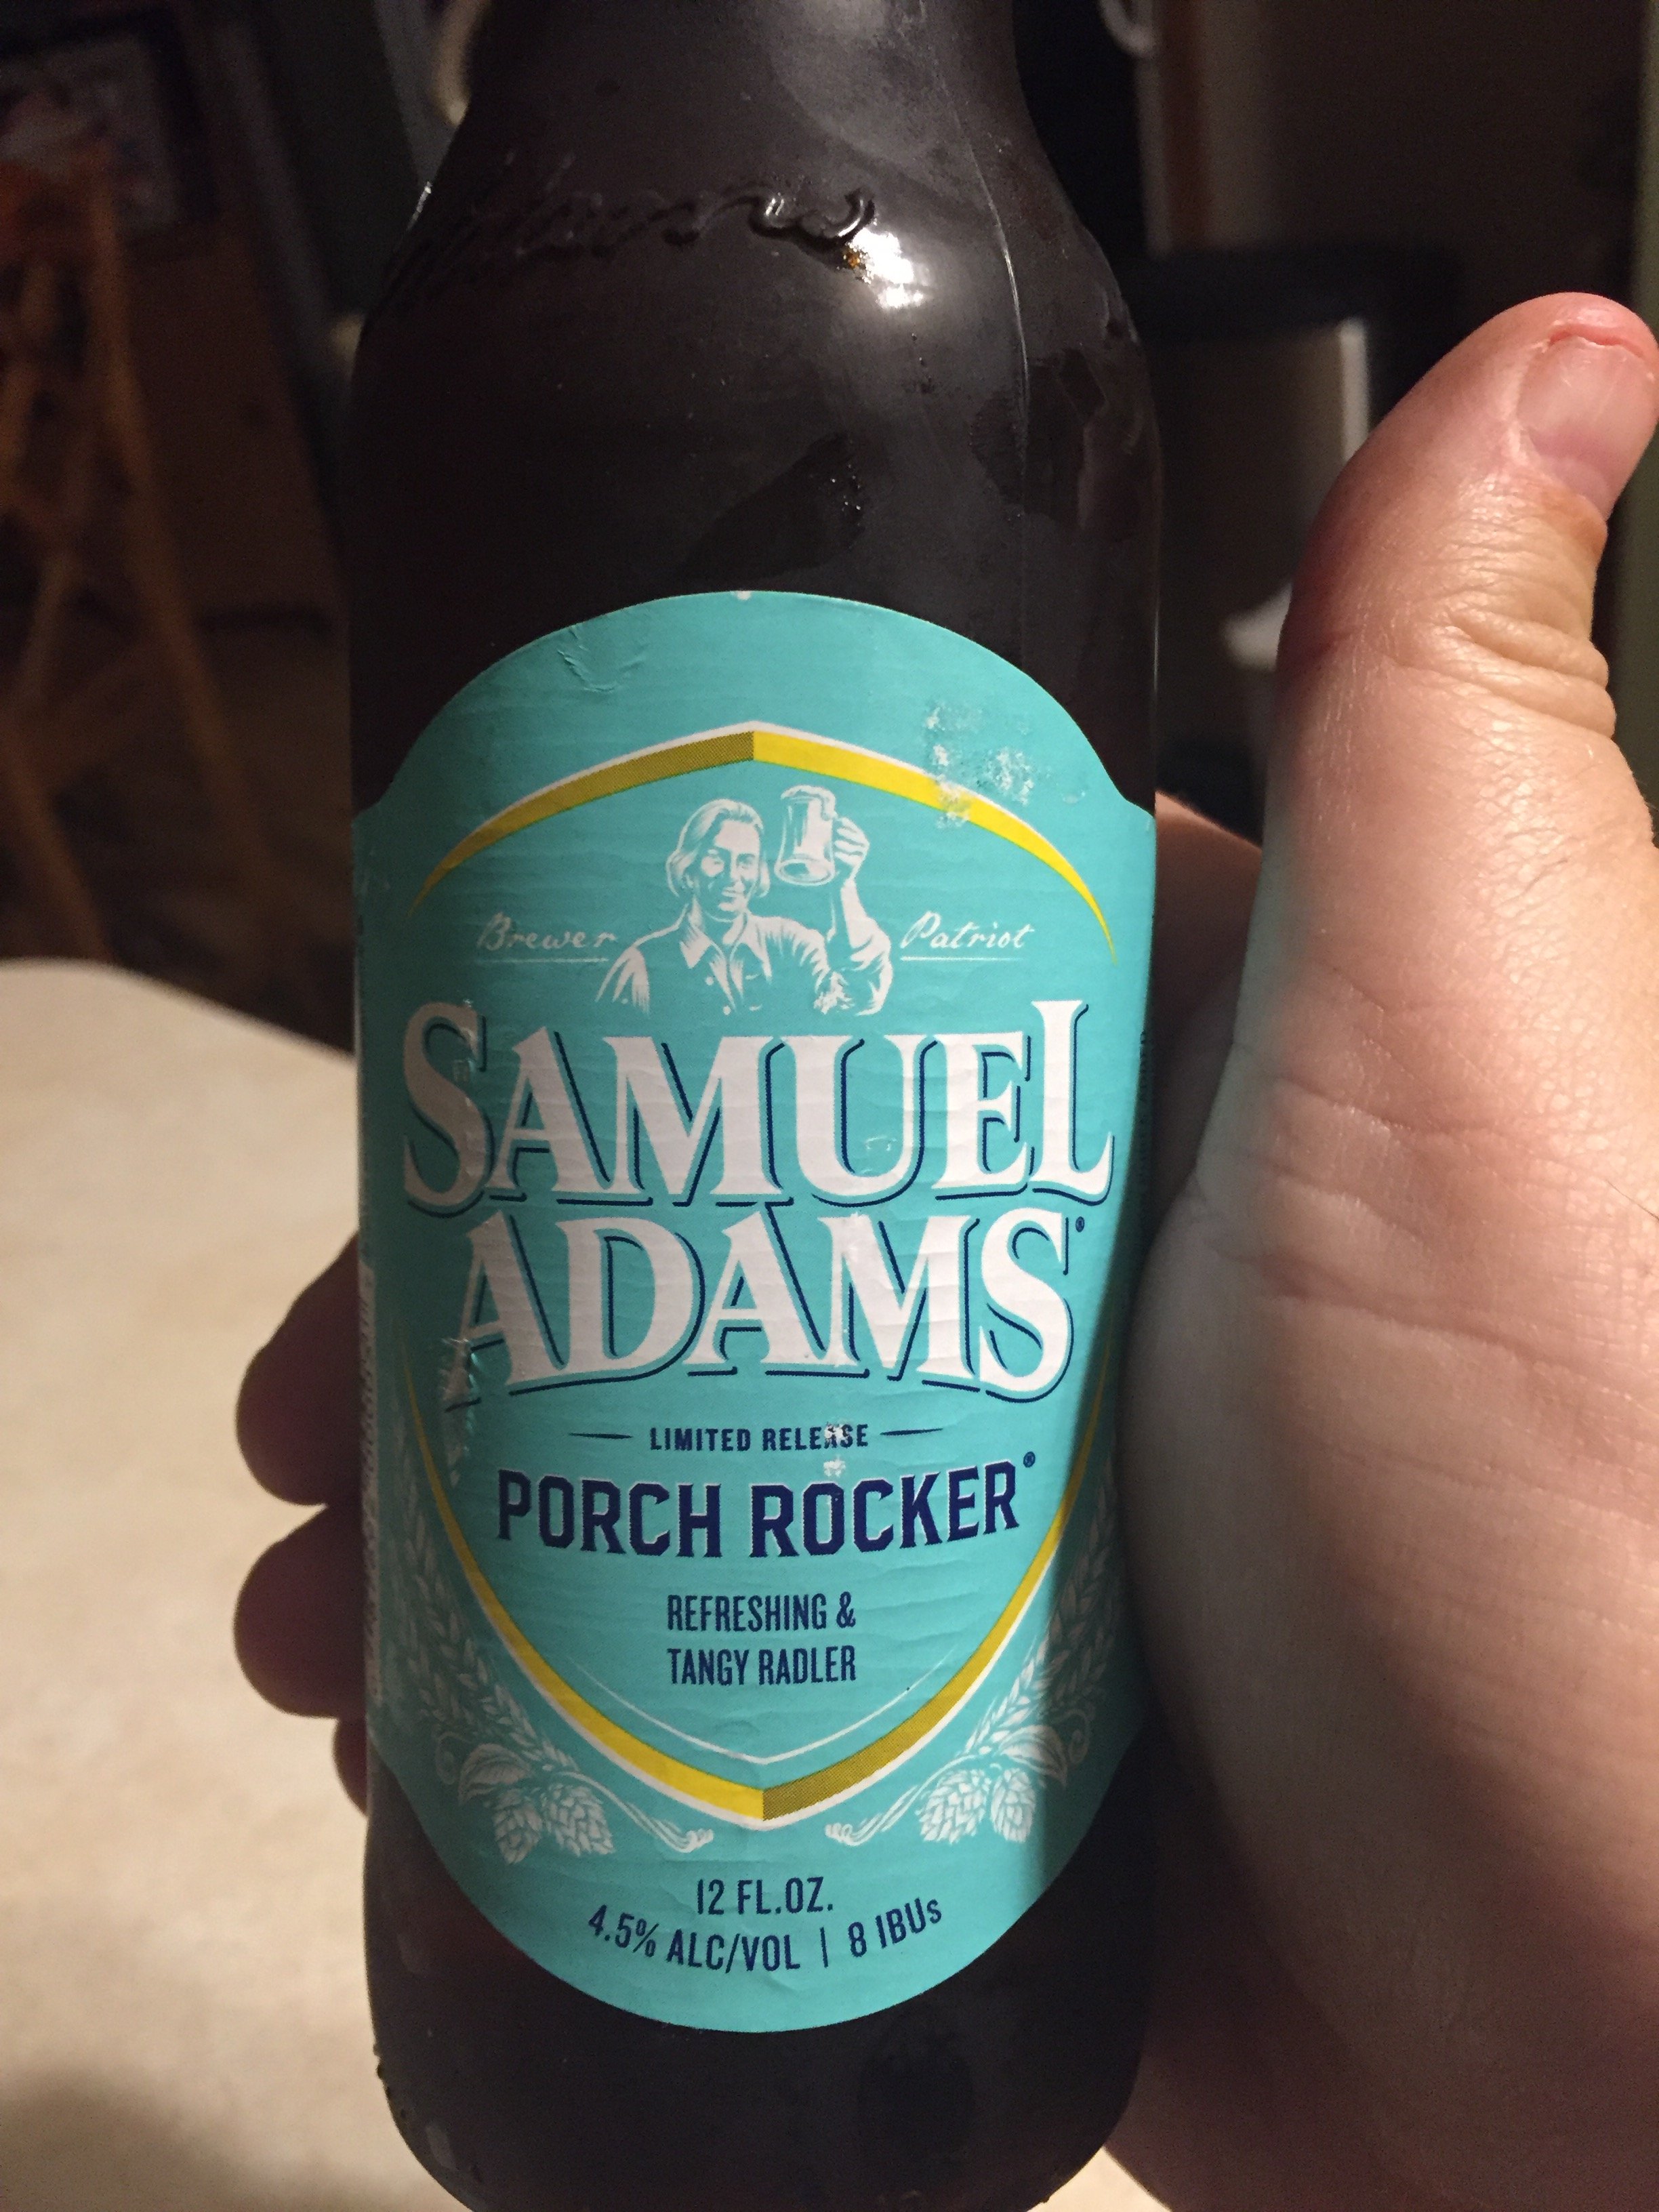 Adams
Brewer Patriot
SAMUEL
ADAMS®
LIMITED RELEASE
PORCH ROCKER®
REFRESHING &
TANGY RADLER
12 FL.OZ.
4.5% ALC/VOL | 8 IBUs